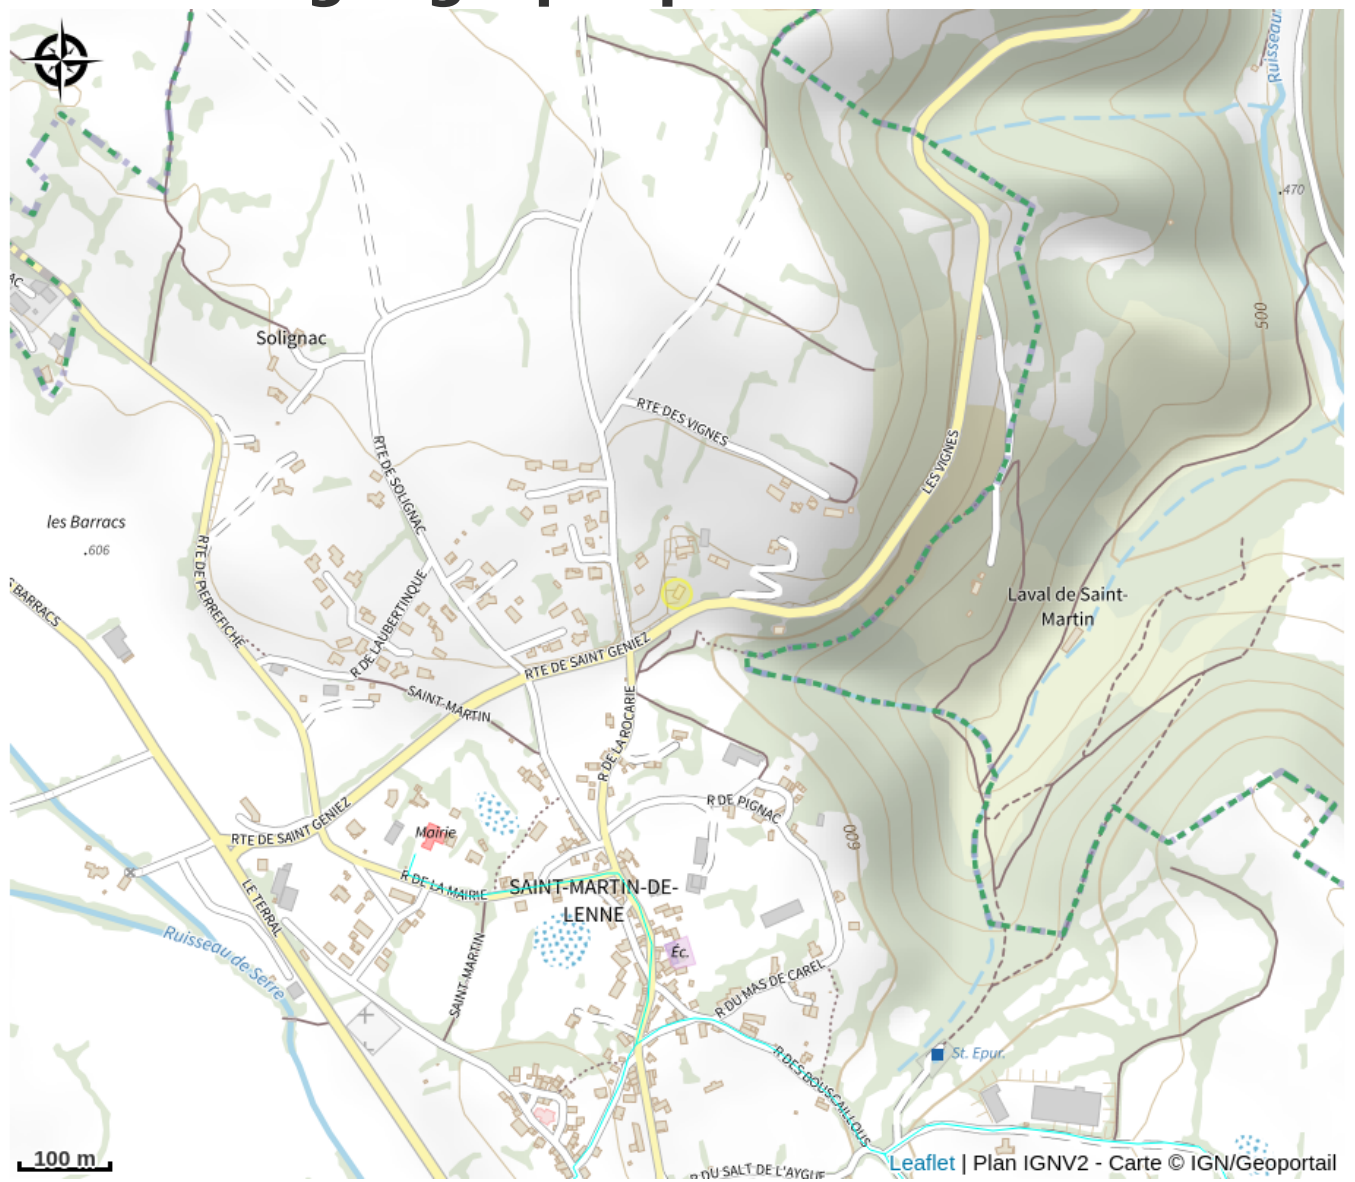 Ruisseau
.470
AC
Solignac
500
RTE DES VIGNES
RTE DE SOLIGNAC
LES VIGNES
les Barracs
.606
S BARRACS
RTE DE PIERREFICHE
R DE LAUBERTINQUE
Laval de Saint-
Martin
RTE DE SAINT GENIEZ
SAINT-MARTIN
R DE LA ROCARIE
R DE PIGNAC
Mairie
RTE DE SAINT GENIEZ
600
R DE LA MAIRIE
SAINT-MARTIN-DE-
LENNE
LE TERRAL
Ruisseau de Serre
SAINT-MARTIN
Éc.
R DU MAS DE CAREL
St. Epur.
R DES BOUSCAILLOUS
100 m
R DU SALT DE L'AYGUE
Leaflet | Plan IGNV2 - Carte © IGN/Geoportail